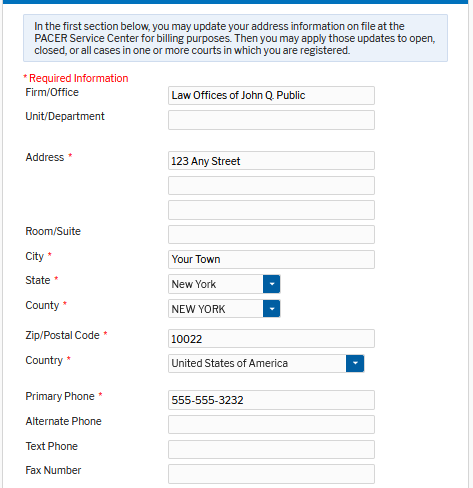 In the first section below, you may update your address information on file at the
PACER Service Center for billing purposes. Then you may apply those updates to open,
closed, or all cases in one or more courts in which you are registered.
* Required Information
Firm/Office Law Offices of John Q. Public
Unit/Department
Address * 123 Any Street
Room/Suite
City * Your Town
State * New York
County * NEW YORK
Zip/Postal Code * 10022
Country * United States of America
Primary Phone * 555-555-3232
Alternate Phone
Text Phone
Fax Number